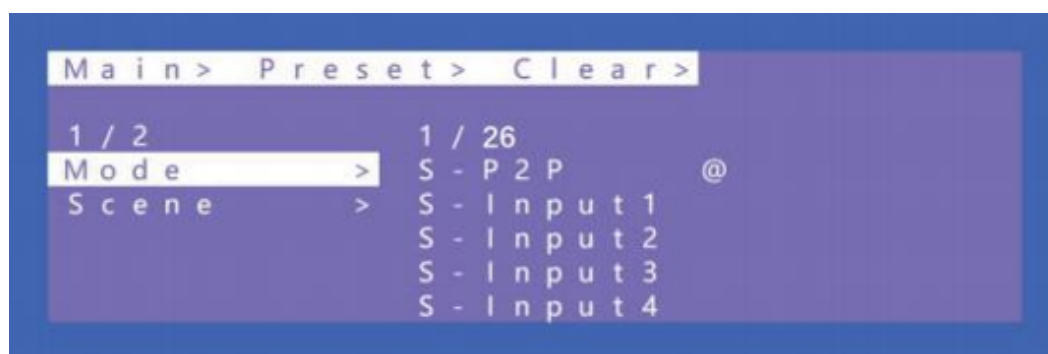 Main> Preset> Clear>
1/2 1/26
Mode > S-P2P @
Scene > S-Input1
S-Input2
S-Input3
S-Input4